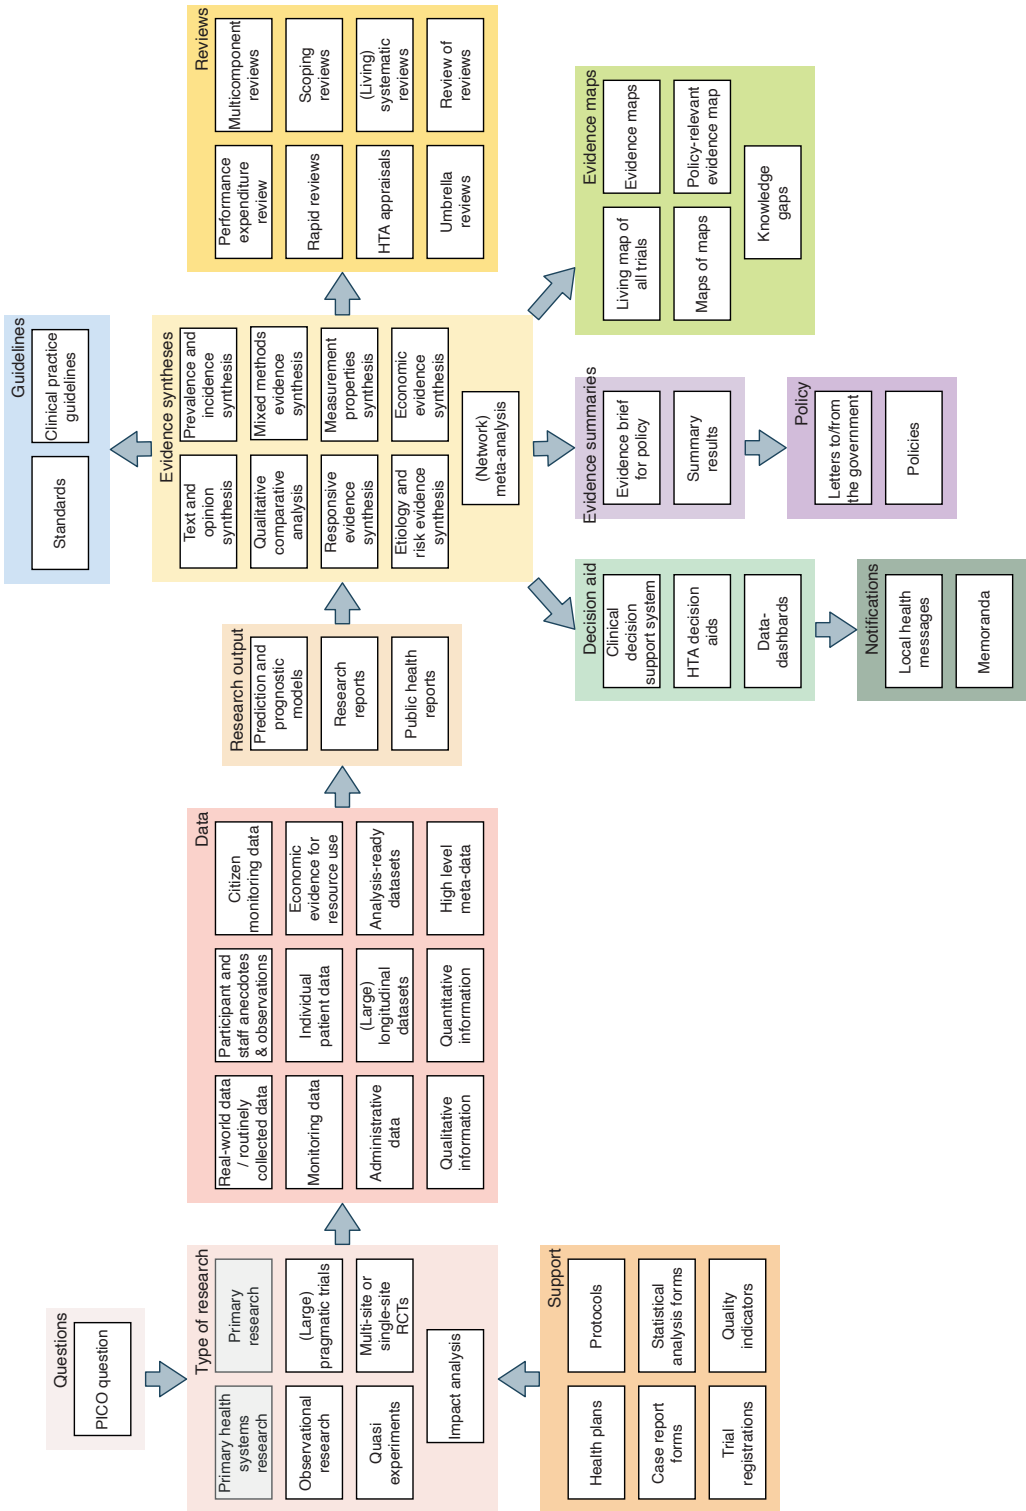 Questions
PICO question
Type of research
Primary health
systems
research
Primary
research
Observational
research
(Large)
pragmatic trials
Quasi
experiments
Multi-site or
single-site
RCTs
Impact analysis
Support
Health plans
Protocols
Case report
forms
Statistical
analysis forms
Trial
registrations
Quality
indicators
Data
Real-world data
/ routinely
collected data
Participant and
staff anecdotes
& observations
Citizen
monitoring data
Monitoring data
Individual
patient data
Economic
evidence for
resource use
Administrative
data
(Large)
longitudinal
datasets
Analysis-ready
datasets
Qualitative
information
Quantitative
information
High level
meta-data
Research output
Prediction and
prognostic
models
Research
reports
Public health
reports
Guidelines
Standards
Clinical practice
guidelines
Evidence syntheses
Text and
opinion
synthesis
Prevalence and
incidence
synthesis
Qualitative
comparative
analysis
Mixed methods
evidence
synthesis
Responsive
evidence
synthesis
Measurement
properties
synthesis
Etiology and
risk evidence
synthesis
Economic
evidence
synthesis
(Network)
meta-analysis
Reviews
Performance
expenditure
review
Multicomponent
reviews
Rapid reviews
Scoping
reviews
HTA appraisals
(Living)
systematic
reviews
Umbrella
reviews
Review of
reviews
Decision aid
Clinical
decision
support system
HTA decision
aids
Data-
dashbards
Notifications
Local health
messages
Memoranda
Evidence summaries
Evidence brief
for policy
Summary
results
Policy
Letters to/from
the government
Policies
Evidence maps
Living map of
all trials
Evidence maps
Maps of maps
Policy-relevant
evidence map
Knowledge
gaps